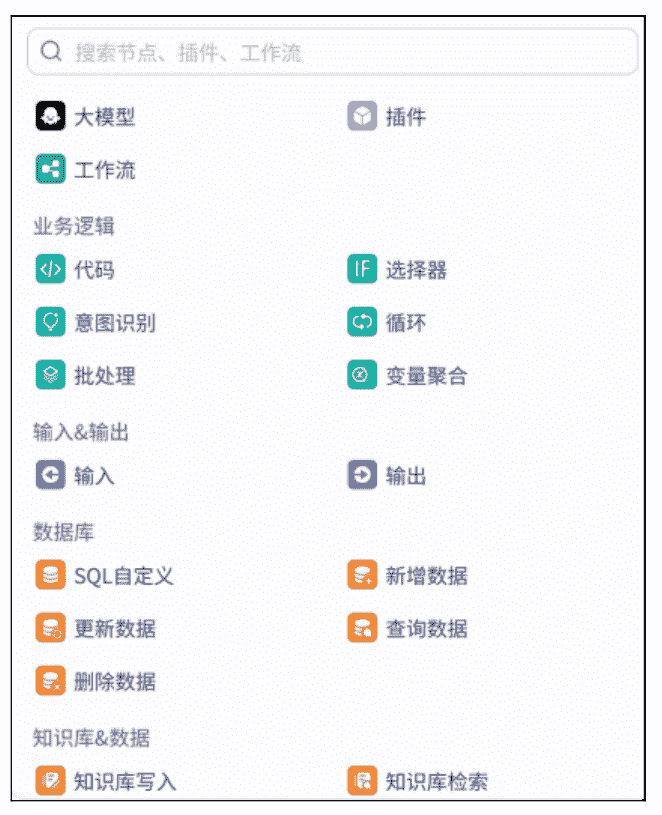 搜索节点、插件、工作流
大模型 插件
工作流
业务逻辑
代码 IF 选择器
意图识别 循环
批处理 变量聚合
输入&输出
输入 输出
数据库
SQL自定义 新增数据
更新数据 查询数据
删除数据
知识库&数据
知识库写入 知识库检索